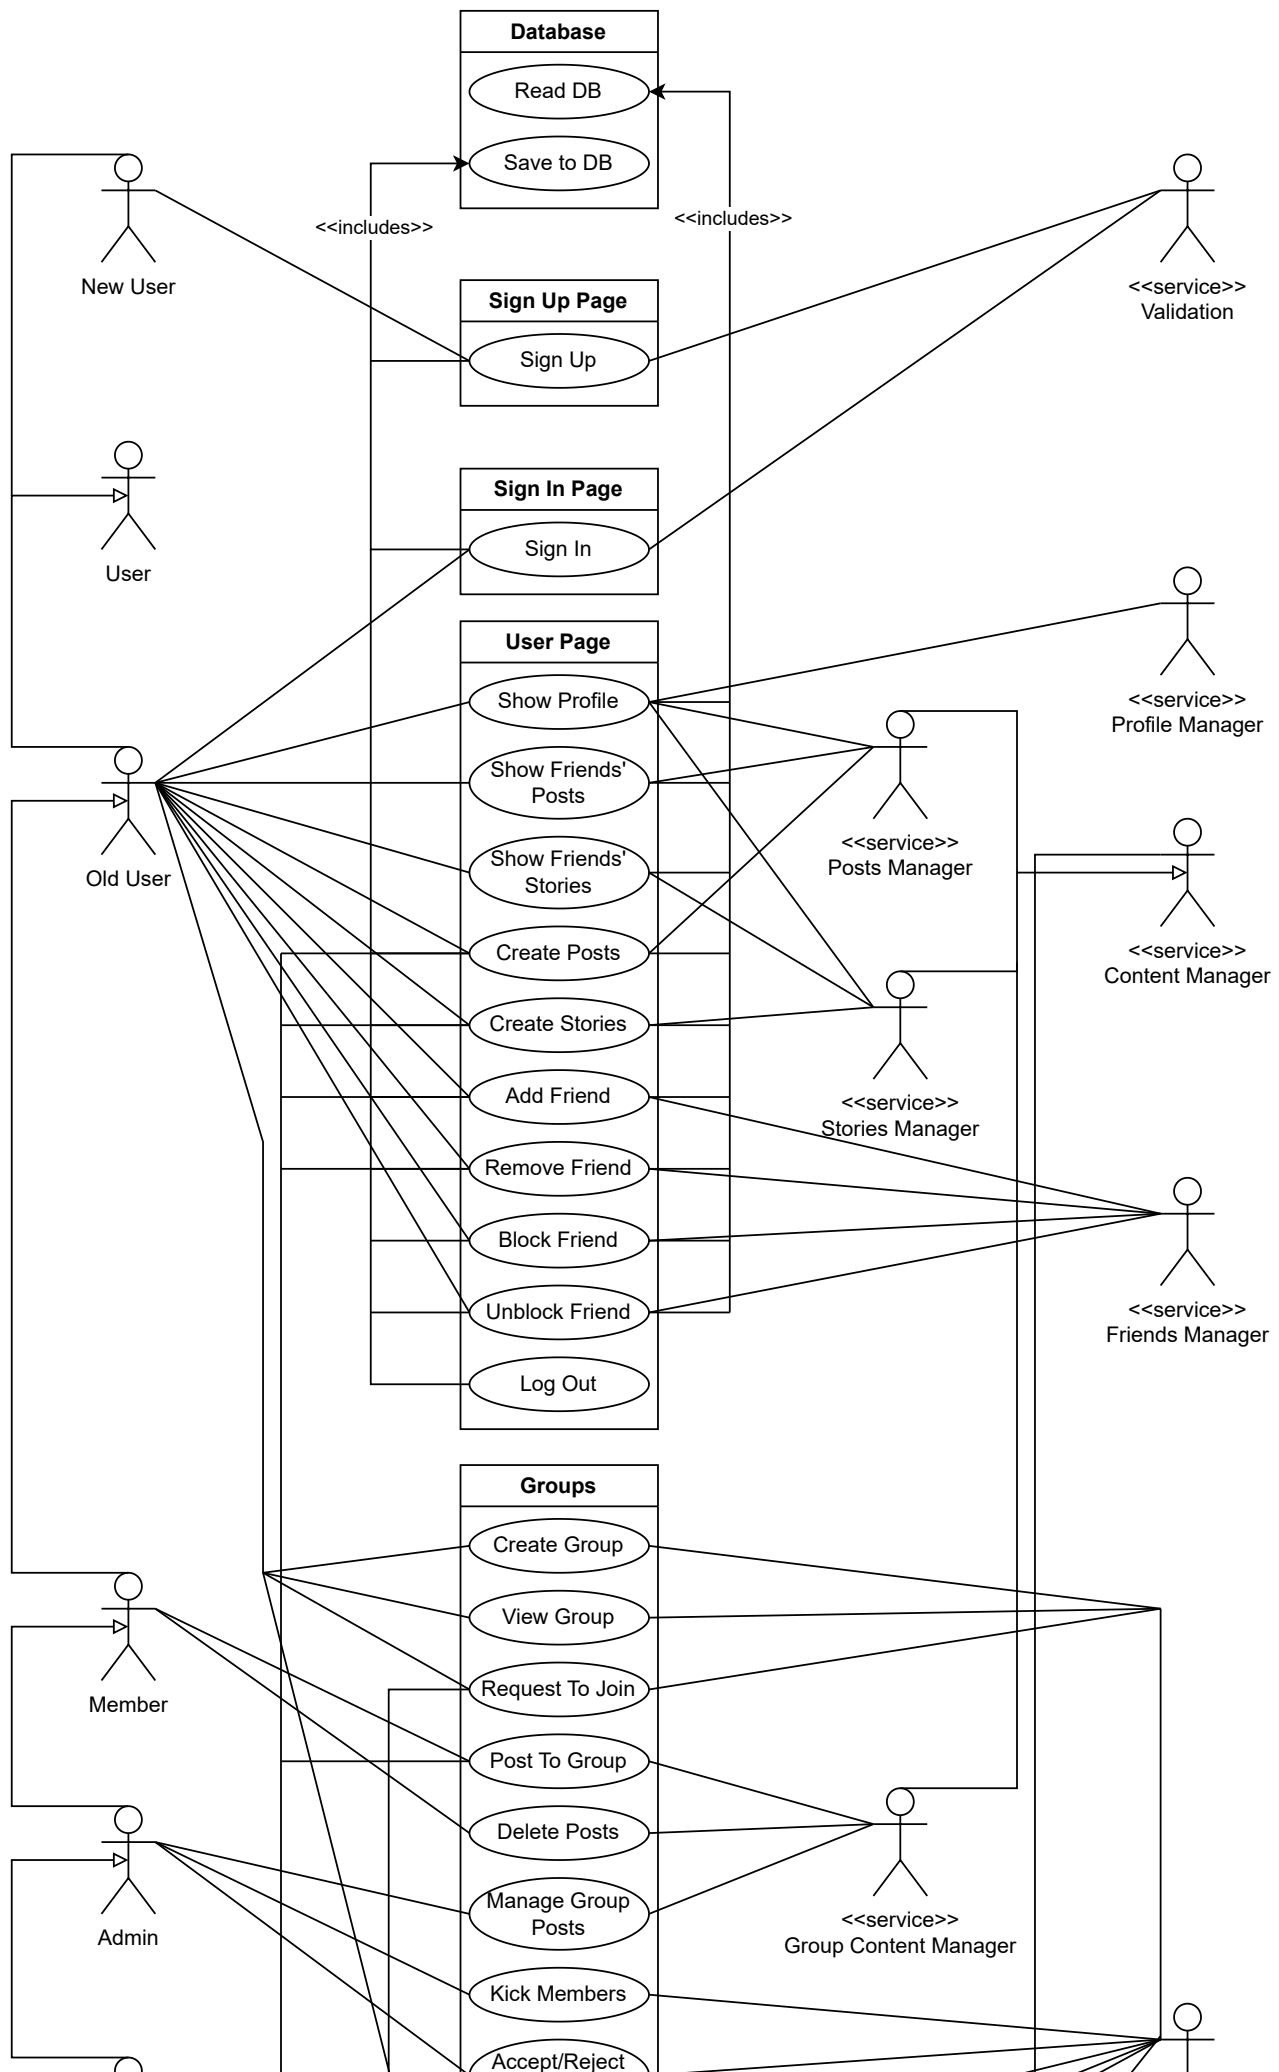 Database
Read DB
Save to DB
<<includes>>
<<includes>>
New User
<<service>>
Validation
Sign Up Page
Sign Up
User
Sign In Page
Sign In
User Page
Show Profile
<<service>>
Profile Manager
Show Friends'
Posts
Old User
<<service>>
Posts Manager
Show Friends'
Stories
Create Posts
<<service>>
Content Manager
Create Stories
Add Friend
<<service>>
Stories Manager
Remove Friend
Block Friend
Unblock Friend
<<service>>
Friends Manager
Log Out
Groups
Create Group
View Group
Request To Join
Member
Post To Group
Delete Posts
Manage Group
Posts
Admin
<<service>>
Group Content Manager
Kick Members
Accept/Reject